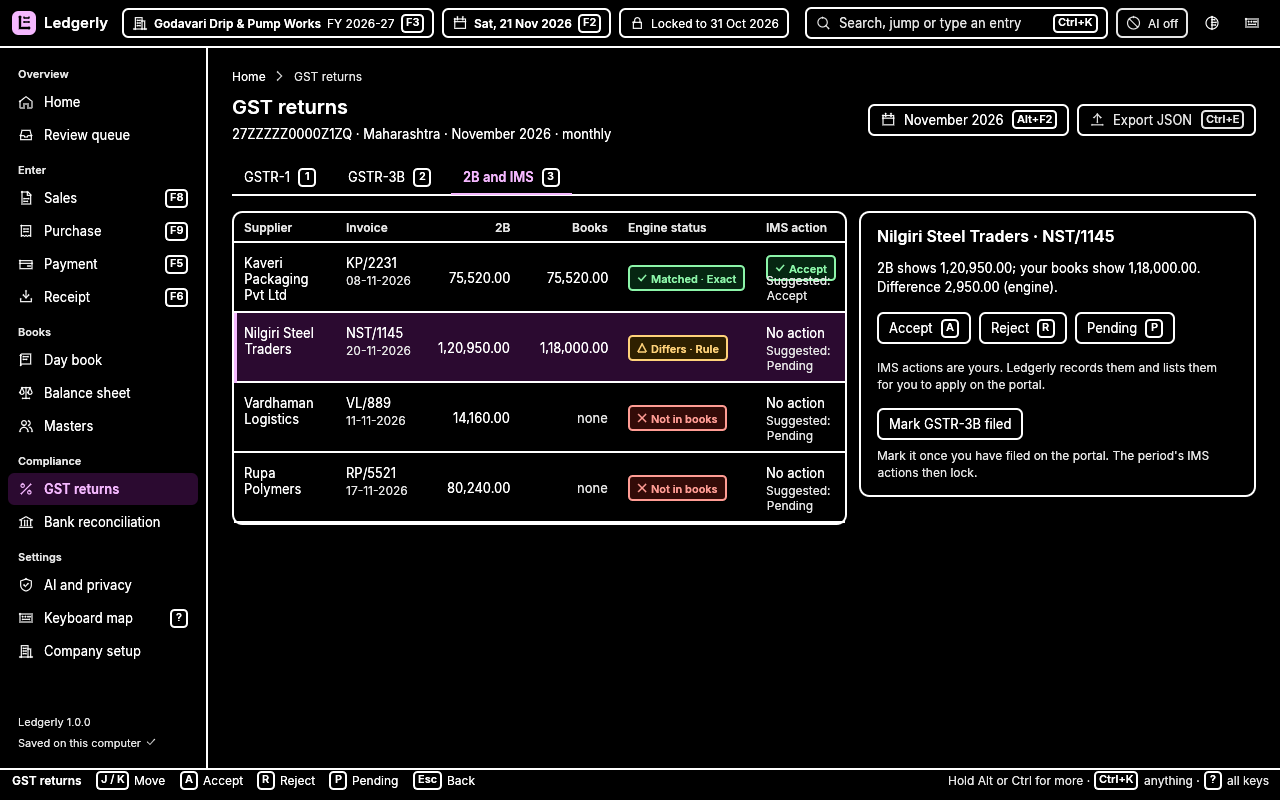 Ledgerly
Godavari Drip & Pump Works FY 2026-27 F3
Sat, 21 Nov 2026 F2
Locked to 31 Oct 2026
Search, jump or type an entry Ctrl+K
AI off
Overview
Home
Review queue
Enter
Sales F8
Purchase F9
Payment F5
Receipt F6
Books
Day book
Balance sheet
Masters
Compliance
GST returns
Bank reconciliation
Settings
AI and privacy
Keyboard map ?
Company setup
Ledgerly 1.0.0
Saved on this computer
Home GST returns
GST returns
27ZZZZZ0000Z1ZQ · Maharashtra · November 2026 · monthly
November 2026 Alt+F2
Export JSON Ctrl+E
GSTR-1 1
GSTR-3B 2
2B and IMS 3
Supplier Invoice 2B Books Engine status IMS action
Kaveri
Packaging
Pvt Ltd
KP/2231
08-11-2026
75,520.00
75,520.00
Matched · Exact
Accept
Suggested:
Accept
Nilgiri Steel
Traders
NST/1145
20-11-2026
1,20,950.00
1,18,000.00
Differs · Rule
No action
Suggested:
Pending
Vardhaman
Logistics
VL/889
11-11-2026
14,160.00
none
Not in books
No action
Suggested:
Pending
Rupa
Polymers
RP/5521
17-11-2026
80,240.00
none
Not in books
No action
Suggested:
Pending
Nilgiri Steel Traders · NST/1145
2B shows 1,20,950.00; your books show 1,18,000.00.
Difference 2,950.00 (engine).
Accept A
Reject R
Pending P
IMS actions are yours. Ledgerly records them and lists them
for you to apply on the portal.
Mark GSTR-3B filed
Mark it once you have filed on the portal. The period's IMS
actions then lock.
GST returns J / K Move A Accept R Reject P Pending Esc Back
Hold Alt or Ctrl for more · Ctrl+K anything · ? all keys